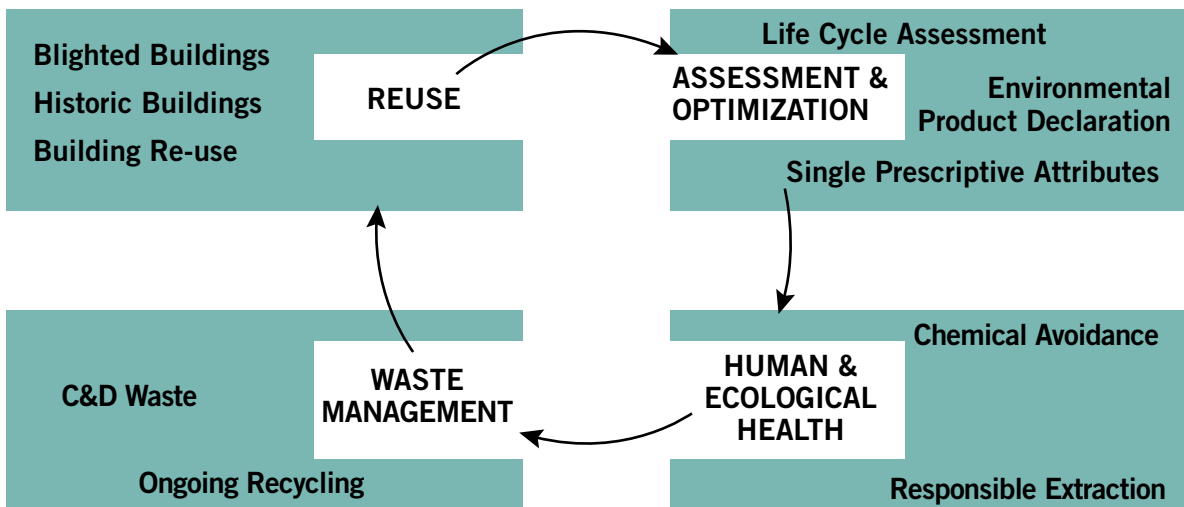 Blighted Buildings
Historic Buildings
Building Re-use
REUSE
Life Cycle Assessment
ASSESSMENT &
OPTIMIZATION
Environmental
Product Declaration
Single Prescriptive Attributes
C&D Waste
WASTE
MANAGEMENT
Ongoing Recycling
Chemical Avoidance
HUMAN &
ECOLOGICAL
HEALTH
Responsible Extraction